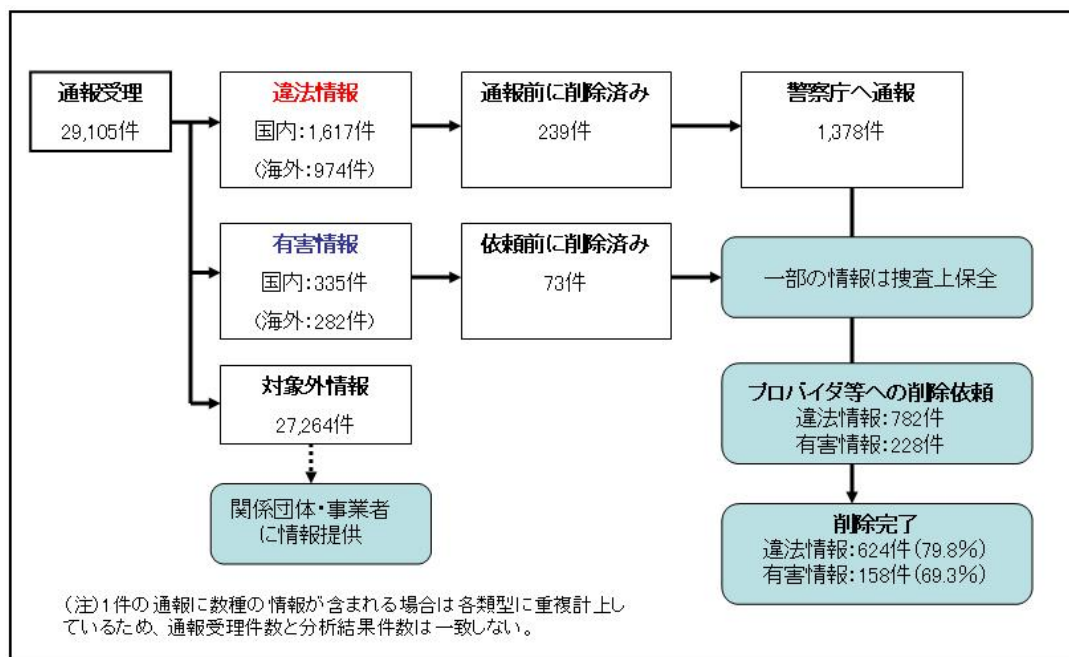 通報受理
29,105件
違法情報
国内:1,617件
(海外:974件)
通報前に削除済み
239件
警察庁へ通報
1,378件
有害情報
国内:335件
(海外:282件)
依頼前に削除済み
73件
一部の情報は捜査上保全
対象外情報
27,264件
プロバイダ等への削除依頼
違法情報:782件
有害情報:228件
関係団体・事業者
に情報提供
削除完了
違法情報:624件(79.8%)
有害情報:158件(69.3%)
(注)1件の通報に数種の情報が含まれる場合は各類型に重複計上し
ているため、通報受理件数と分析結果件数は一致しない。